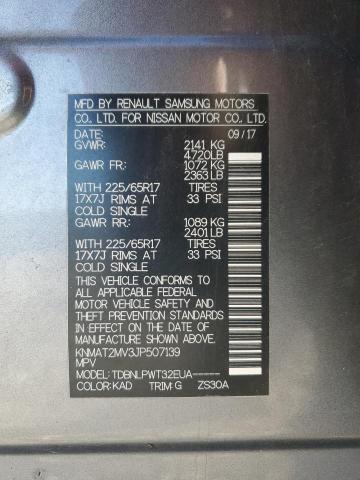 MFD BY RENAULT SAMSUNG MOTORS
CO., LTD. FOR NISSAN MOTOR CO., LTD.
DATE: 09/17
GVWR: 2141 KG
4720LB
GAWR FR: 1072 KG
2363LB
WITH 225/65R17 TIRES
17X7J RIMS AT 33 PSI
COLD SINGLE
GAWR RR: 1089 KG
2401LB
WITH 225/65R17 TIRES
17X7J RIMS AT 33 PSI
COLD SINGLE
THIS VEHICLE CONFORMS TO
ALL APPLICABLE FEDERAL
MOTOR VEHICLE SAFETY AND
THEFT PREVENTION STANDARDS
IN EFFECT ON THE DATE OF
MANUFACTURE SHOWN ABOVE.
KNMAT2MV3JP507139
MPV
MODEL: TDBNLPWT32EUA-----
COLOR: KAD TRIM: G ZS30A